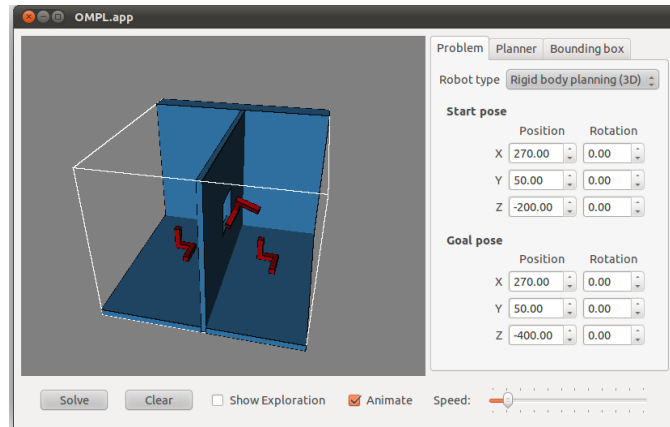 OMPL.app
Problem Planner Bounding box
Robot type Rigid body planning (3D)
Start pose
Position Rotation
X 270.00 0.00
Y 50.00 0.00
Z -200.00 0.00
Goal pose
Position Rotation
X 270.00 0.00
Y 50.00 0.00
Z -400.00 0.00
Solve Clear Show Exploration Animate Speed: